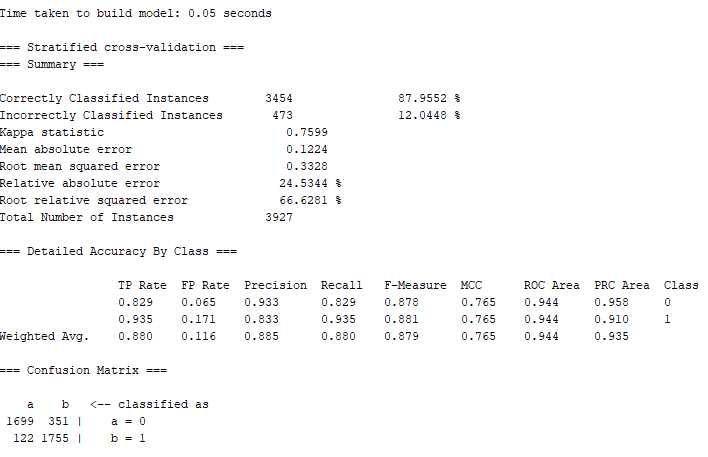 Time taken to build model: 0.05 seconds
=== Stratified cross-validation ===
=== Summary ===
Correctly Classified Instances 3454 87.9552 %
Incorrectly Classified Instances 473 12.0448 %
Kappa statistic 0.7599
Mean absolute error 0.1224
Root mean squared error 0.3328
Relative absolute error 24.5344 %
Root relative squared error 66.6281 %
Total Number of Instances 3927
=== Detailed Accuracy By Class ===
TP Rate FP Rate Precision Recall F-Measure MCC ROC Area PRC Area Class
0.829 0.065 0.933 0.829 0.878 0.765 0.944 0.958 0
0.935 0.171 0.833 0.935 0.881 0.765 0.944 0.910 1
Weighted Avg. 0.880 0.116 0.885 0.880 0.879 0.765 0.944 0.935
=== Confusion Matrix ===
a b <-- classified as
1699 351 | a = 0
122 1755 | b = 1